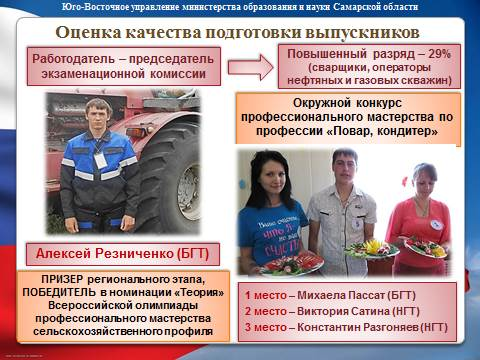 Юго-Восточное управление министерства образования и науки Самарской области
Оценка качества подготовки выпускников
Работодатель – председатель
экзаменационной комиссии
Повышенный разряд – 29%
(сварщики, операторы
нефтяных и газовых скважин)
Окружной конкурс
профессионального мастерства по
профессии «Повар, кондитер»
Алексей Резниченко (БГТ)
ПРИЗЕР регионального этапа,
ПОБЕДИТЕЛЬ в номинации «Теория»
Всероссийской олимпиады
профессионального мастерства
сельскохозяйственного профиля
1 место – Михаела Пассат (БГТ)
2 место – Виктория Сатина (НГТ)
3 место – Константин Разгоняев (НГТ)